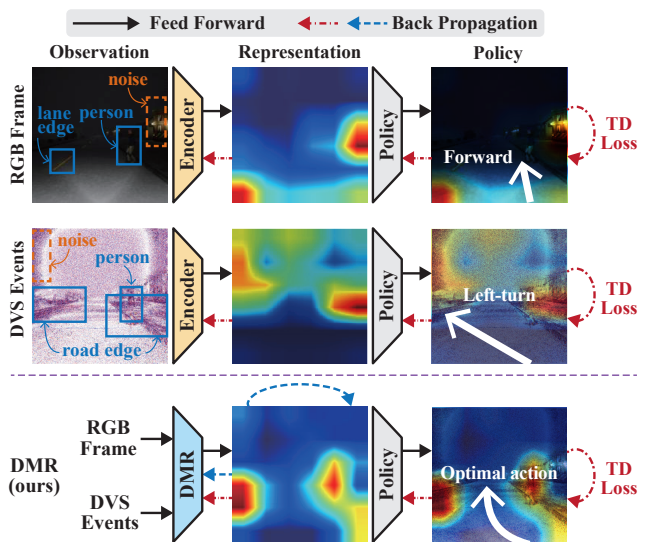 Feed Forward Back Propagation
Observation Representation Policy
RGB Frame
noise
lane
edge
person
Encoder
Policy
Forward
TD
Loss
DVS Events
noise
person
road edge
Encoder
Policy
Left-turn
TD
Loss
DMR
(ours)
RGB
Frame
DVS
Events
DMR
Policy
Optimal action
TD
Loss